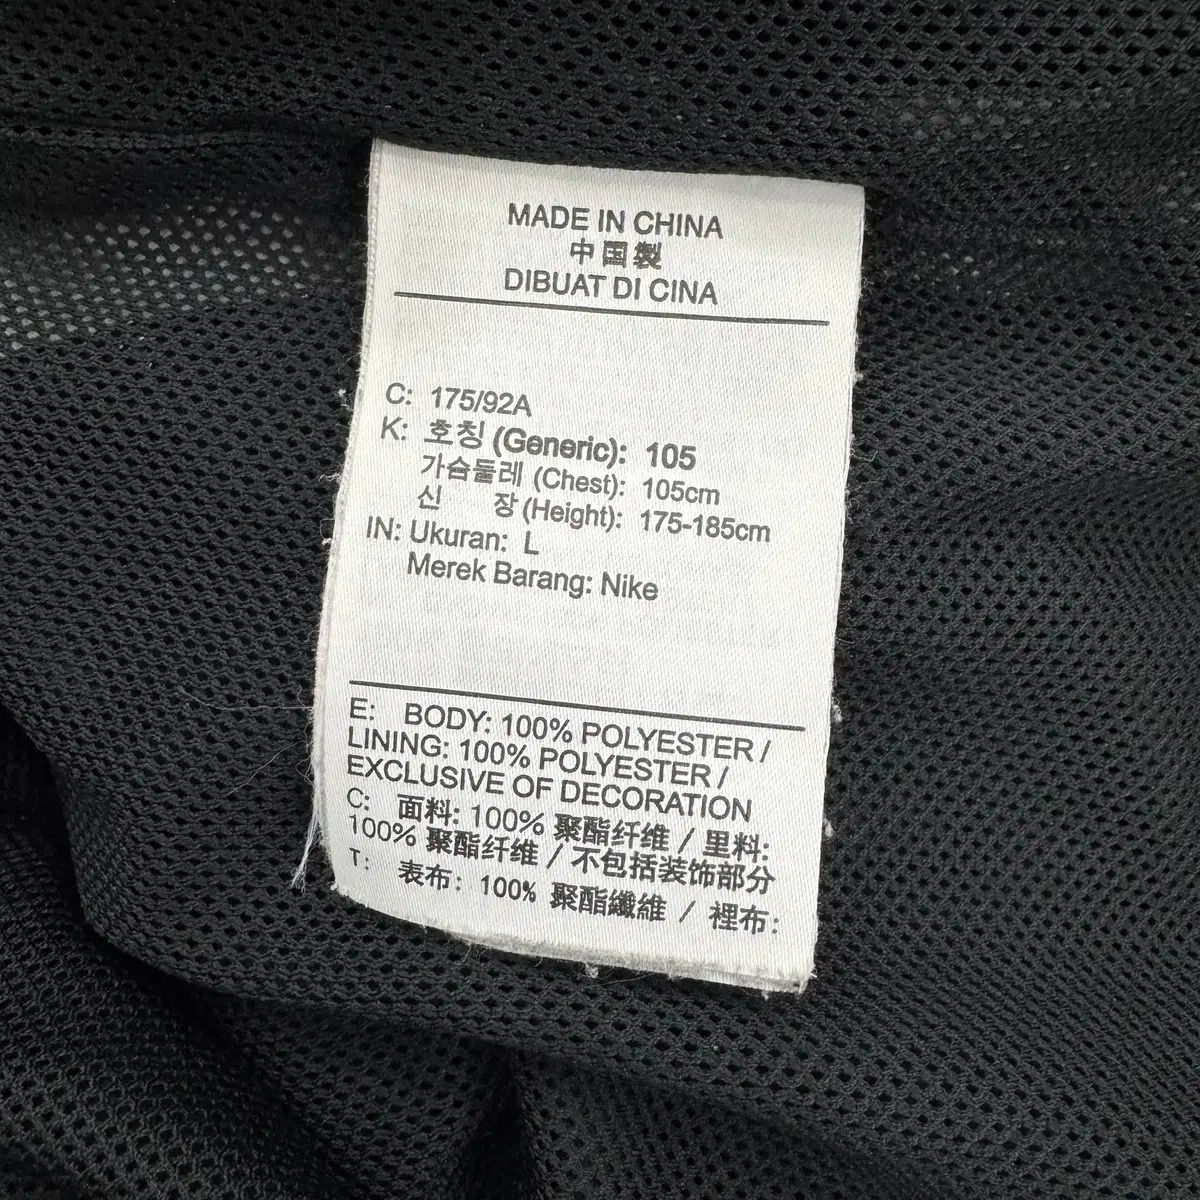 MADE IN CHINA
中国製
DIBUAT DI CINA
C: 175/92A
K: 호칭 (Generic): 105
가슴둘레 (Chest): 105cm
신 장 (Height): 175-185cm
IN: Ukuran: L
Merek Barang: Nike
E: BODY: 100% POLYESTER /
LINING: 100% POLYESTER /
EXCLUSIVE OF DECORATION
C: 面料: 100% 聚酯纤维 / 里料:
100% 聚酯纤维 / 不包括装饰部分
T: 表布: 100% 聚酯纖維 / 裡布: